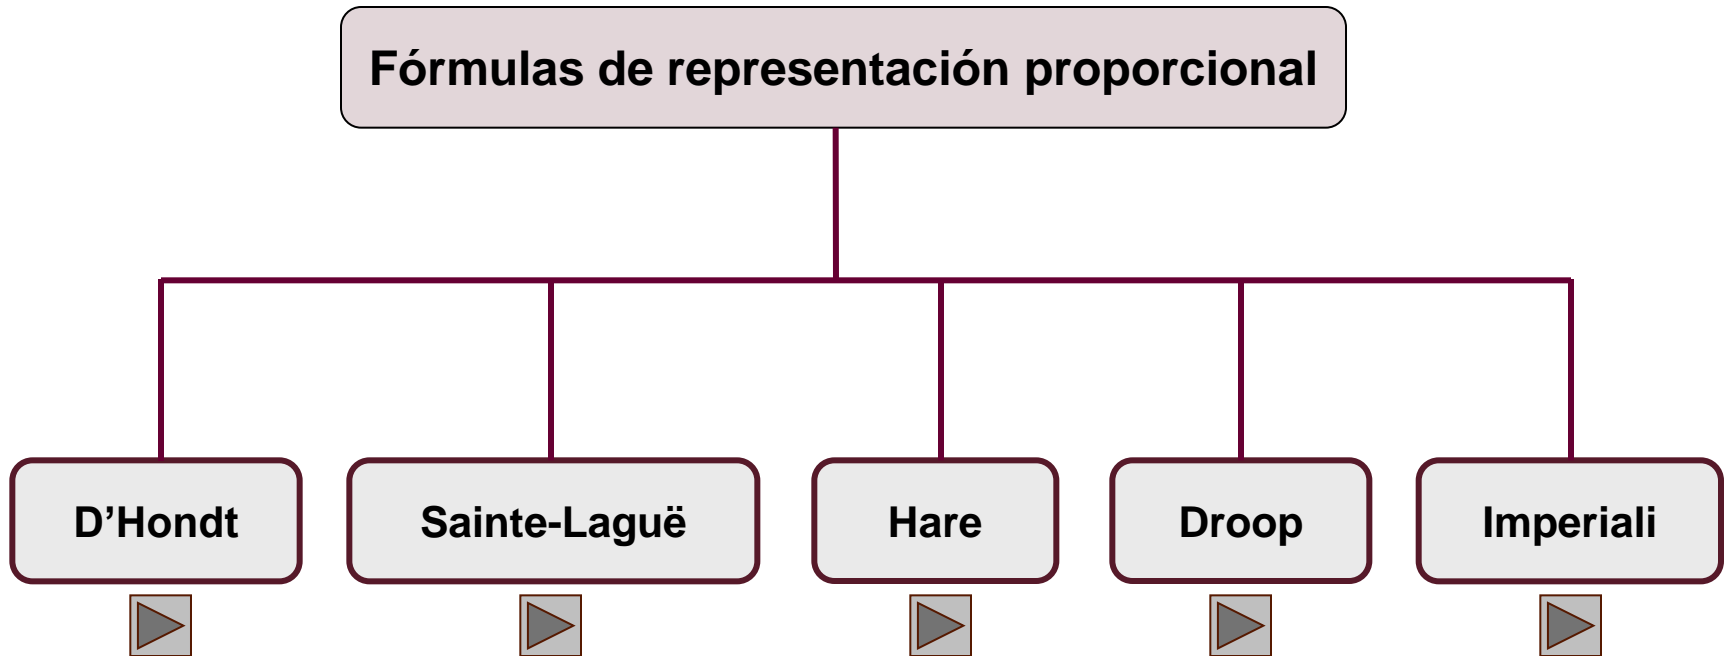 Fórmulas de representación proporcional
D’Hondt
Sainte-Laguë
Hare
Droop
Imperiali